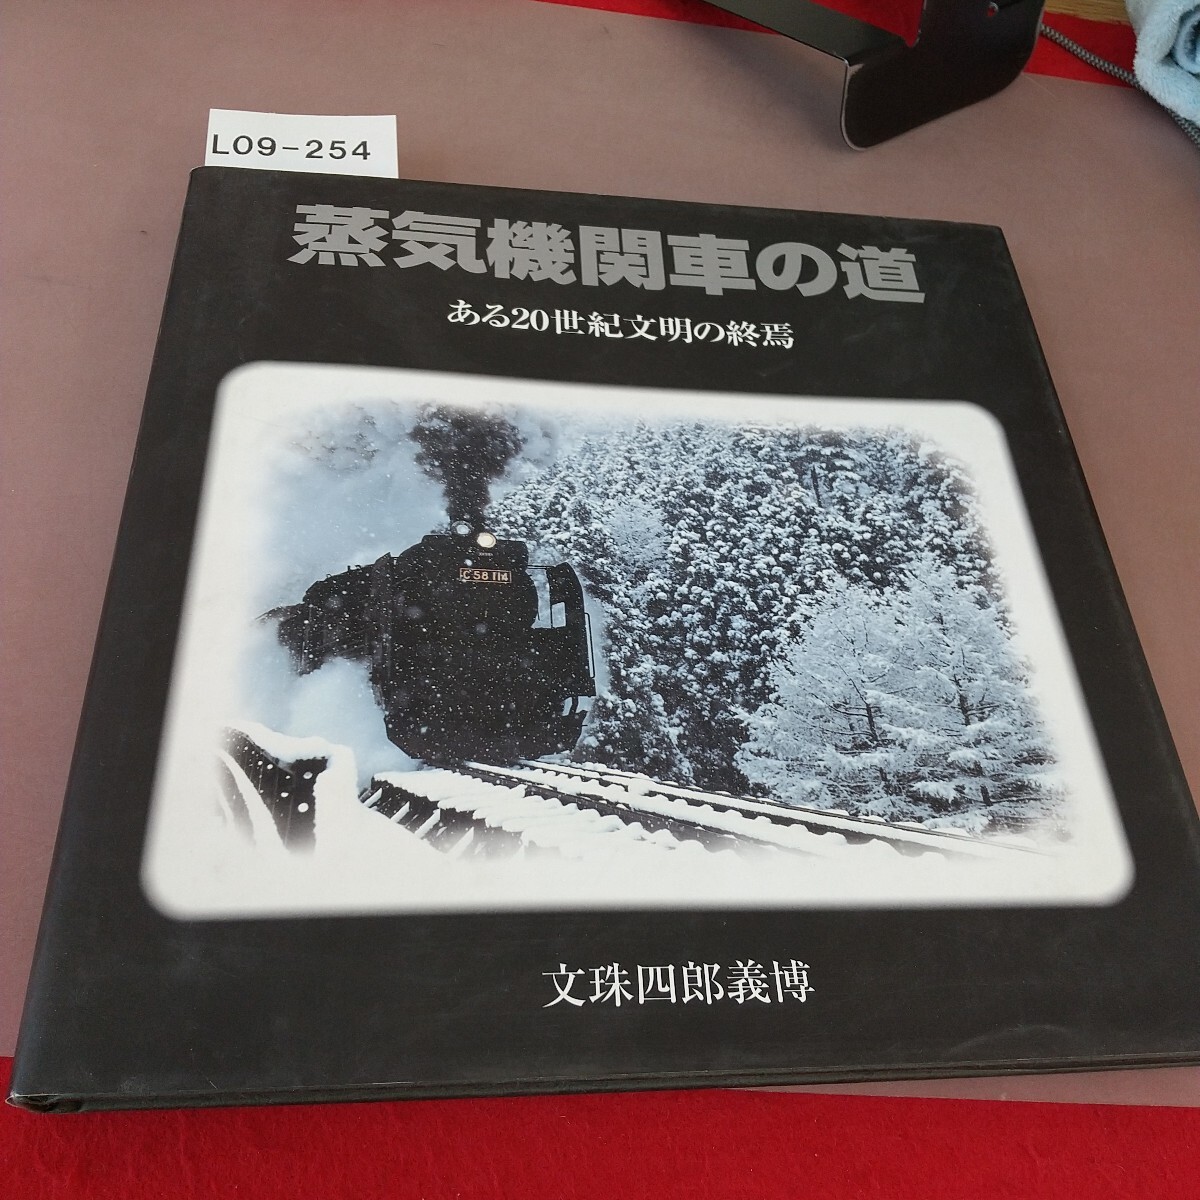 L09-254
蒸気機関車の道
ある20世紀文明の終焉
C58 114
文珠四郎義博